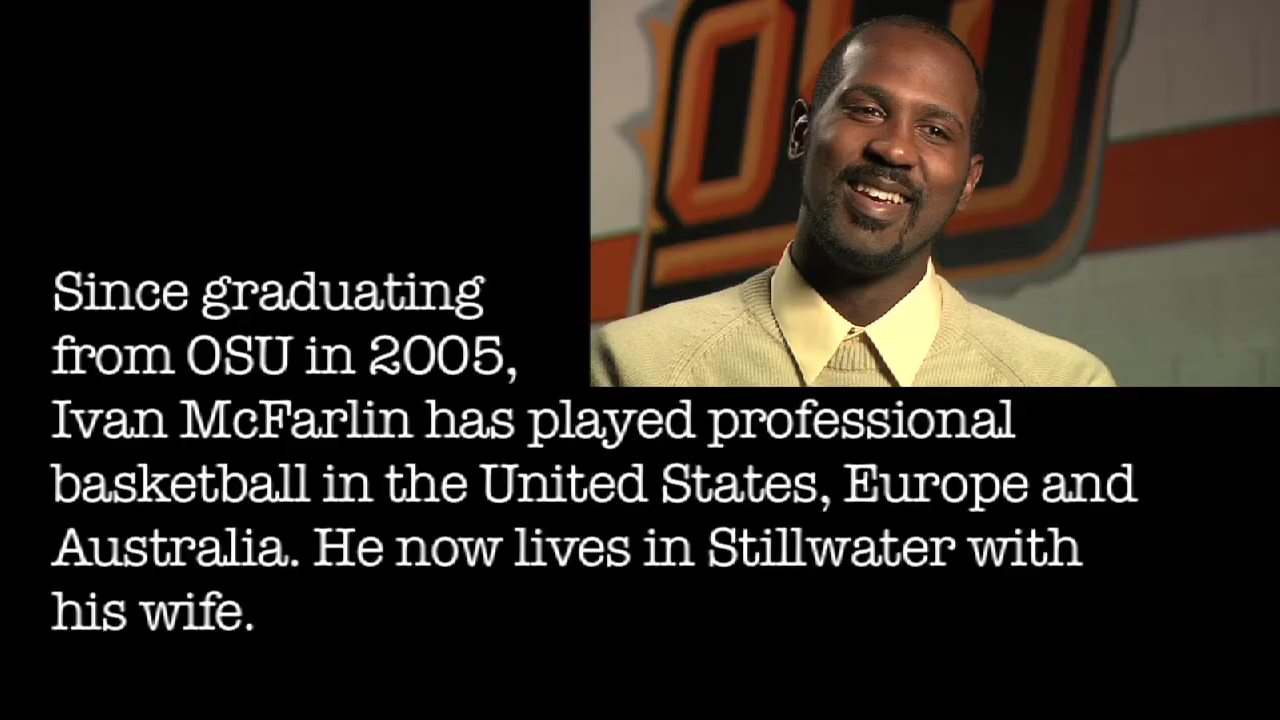 OSU
Since graduating
from OSU in 2005,
Ivan McFarlin has played professional
basketball in the United States, Europe and
Australia. He now lives in Stillwater with
his wife.